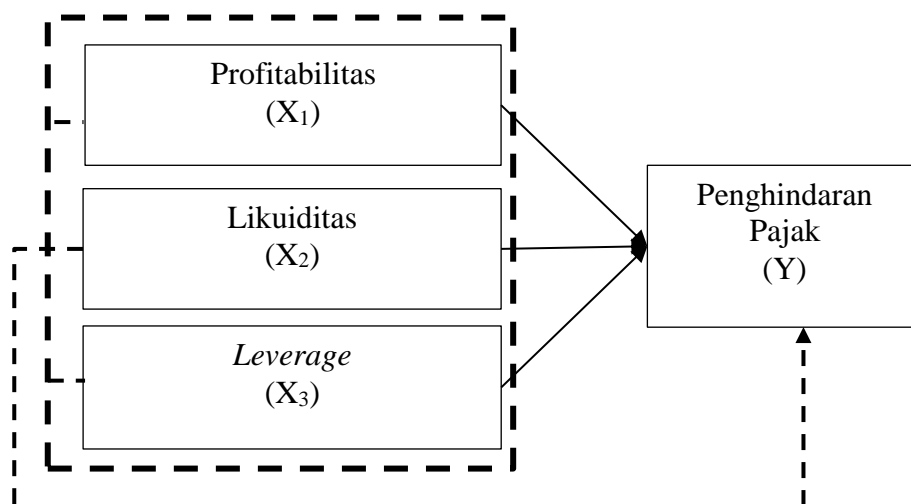 Profitabilitas
(X₁)
Likuiditas
(X₂)
Leverage
(X₃)
Penghindaran
Pajak
(Y)